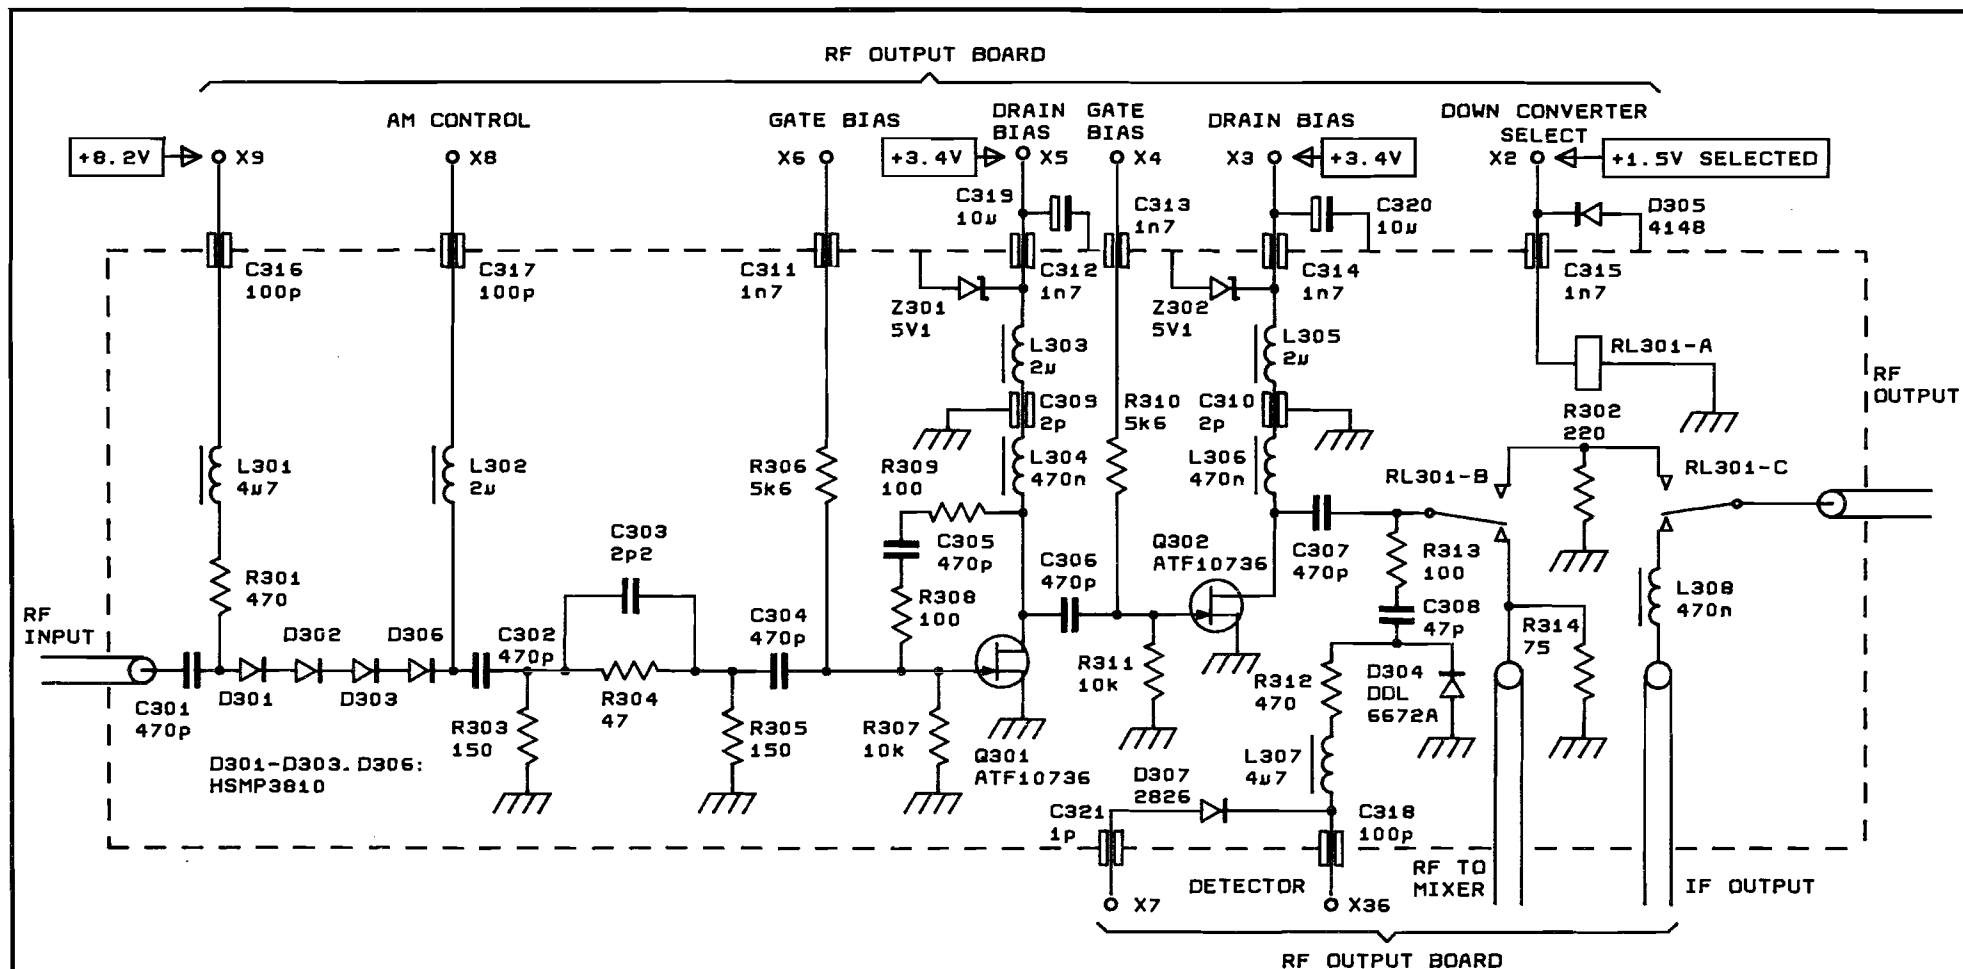 RF OUTPUT BOARD
AM CONTROL
GATE BIAS
DRAIN
BIAS
GATE
BIAS
DRAIN BIAS
DOWN CONVERTER
SELECT
+8.2V
X9
X8
X6
+3.4V
X5
X4
X3
+3.4V
X2
+1.5V SELECTED
C319
10µ
C313
1n7
C320
10µ
D305
4148
C316
100p
C317
100p
C311
1n7
C312
1n7
C314
1n7
C315
1n7
Z301
5V1
Z302
5V1
L303
2µ
L305
2µ
RL301-A
RF
OUTPUT
C309
2p
R310
5k6
C310
2p
R302
220
L301
4µ7
L302
2µ
R306
5k6
R309
100
L304
470n
L306
470n
RL301-B
RL301-C
C303
2p2
C305
470p
C306
470p
Q302
ATF10736
C307
470p
R313
100
R301
470
R308
100
C308
47p
L308
470n
RF
INPUT
D302
D306
C302
470p
C304
470p
R314
75
D301
D303
R304
47
R311
10k
R312
470
D304
DDL
6672A
C301
470p
R303
150
R305
150
R307
10k
Q301
ATF10736
L307
4µ7
D301-D303. D306:
HSMP3810
D307
2826
C321
1p
C318
100p
DETECTOR
RF TO
MIXER
IF OUTPUT
X7
X36
RF OUTPUT BOARD